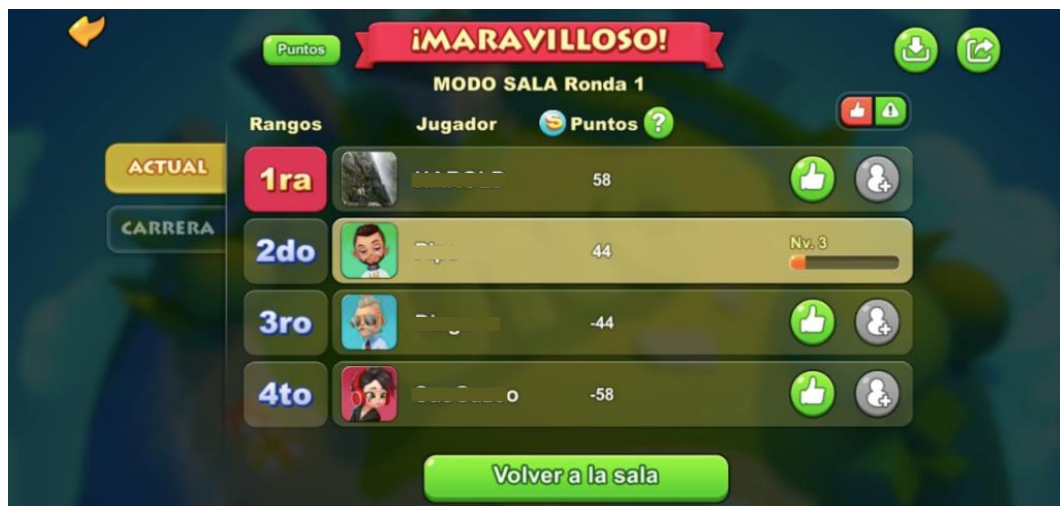 Puntos
¡MARAVILLOSO!
MODO SALA Ronda 1
Rangos Jugador S Puntos ?
ACTUAL
1ra 58
CARRERA
2do 44 Nv. 3
3ro -44
4to -58
Volver a la sala